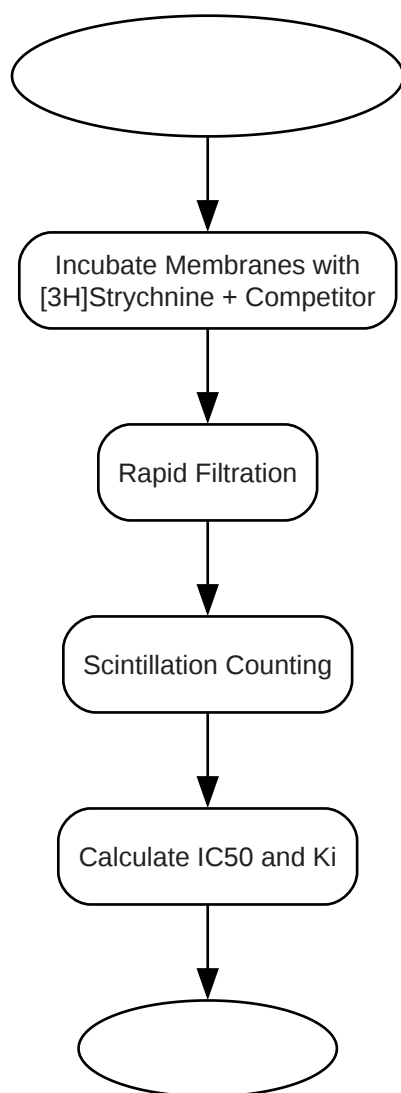 Incubate Membranes with
[3H]Strychnine + Competitor
Rapid Filtration
Scintillation Counting
Calculate IC50 and Ki